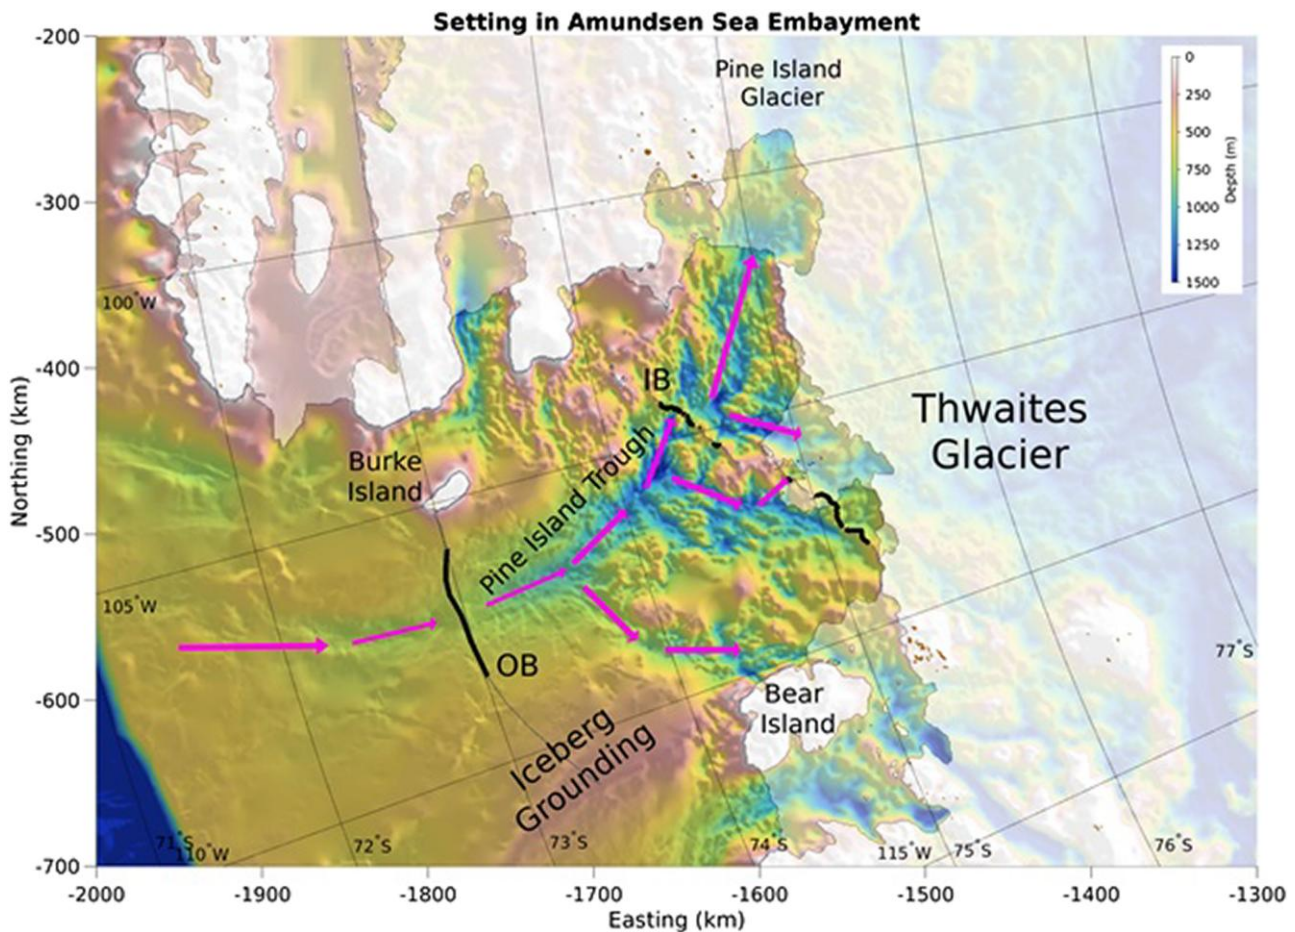 Setting in Amundsen Sea Embayment
-200
-300
-400
-500
-600
-700
Northing (km)
Pine Island
Glacier
0
250
500
750
1000
1250
1500
Depth (m)
100°W
IB
Thwaites
Glacier
Burke
Island
Pine Island Trough
105°W
OB
77°S
Bear
Island
Iceberg
Grounding
71°S
110°W
72°S
73°S
74°S
115°W
75°S
76°S
-2000
-1900
-1800
-1700
-1600
-1500
-1400
-1300
Easting (km)